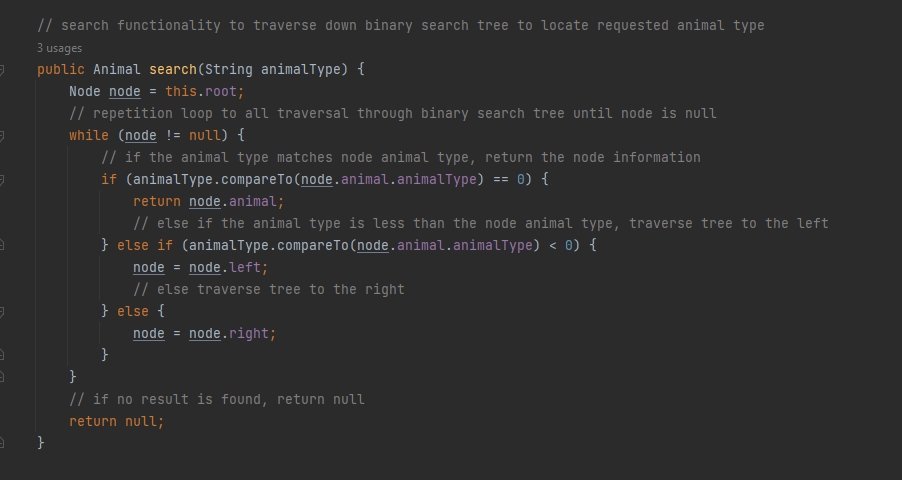 // search functionality to traverse down binary search tree to locate requested animal type
3 usages
public Animal search(String animalType) {
    Node node = this.root;
    // repetition loop to all traversal through binary search tree until node is null
    while (node != null) {
        // if the animal type matches node animal type, return the node information
        if (animalType.compareTo(node.animal.animalType) == 0) {
            return node.animal;
            // else if the animal type is less than the node animal type, traverse tree to the left
        } else if (animalType.compareTo(node.animal.animalType) < 0) {
            node = node.left;
            // else traverse tree to the right
        } else {
            node = node.right;
        }
    }
    // if no result is found, return null
    return null;
}